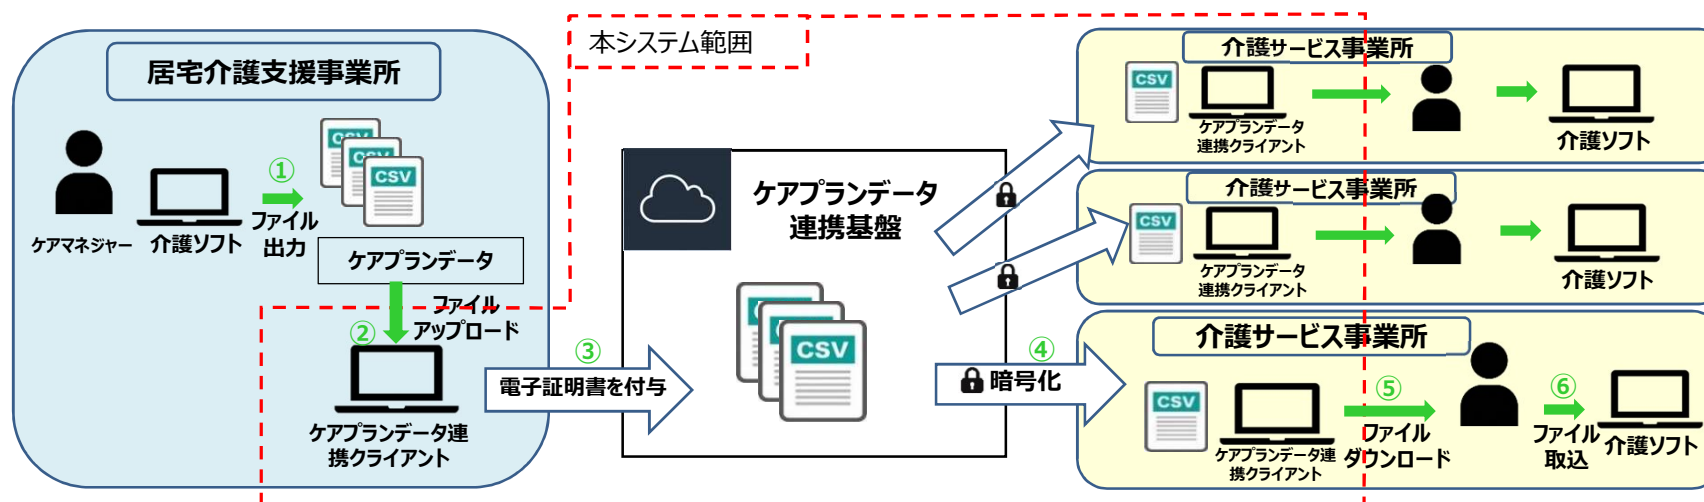 本システム範囲
居宅介護支援事業所
CSV
CSV
CSV
①
ファイル
出力
ケアマネジャー
介護ソフト
ケアプランデータ
②
ファイル
アップロード
ケアプランデータ連
携クライアント
③
電子証明書を付与
ケアプランデータ
連携基盤
CSV
④
暗号化
介護サービス事業所
CSV
ケアプランデータ
連携クライアント
介護ソフト
介護サービス事業所
CSV
ケアプランデータ
連携クライアント
介護ソフト
介護サービス事業所
CSV
ケアプランデータ連
携クライアント
⑤
ファイル
ダウンロード
⑥
ファイル
取込
介護ソフト